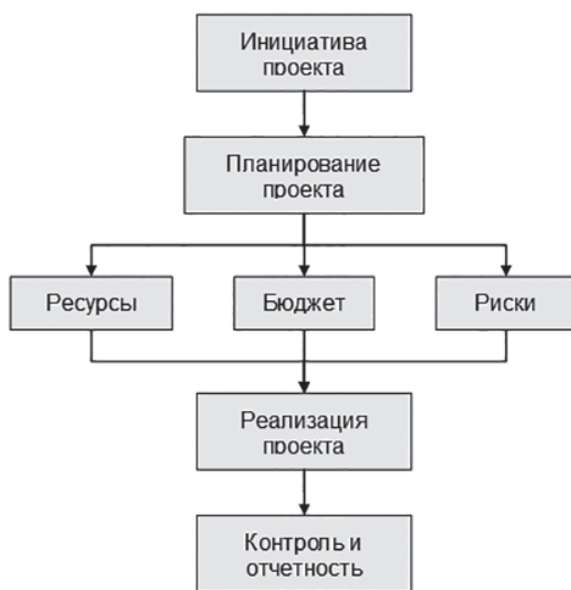 Инициатива
проекта
Планирование
проекта
Ресурсы
Бюджет
Риски
Реализация
проекта
Контроль и
отчетность